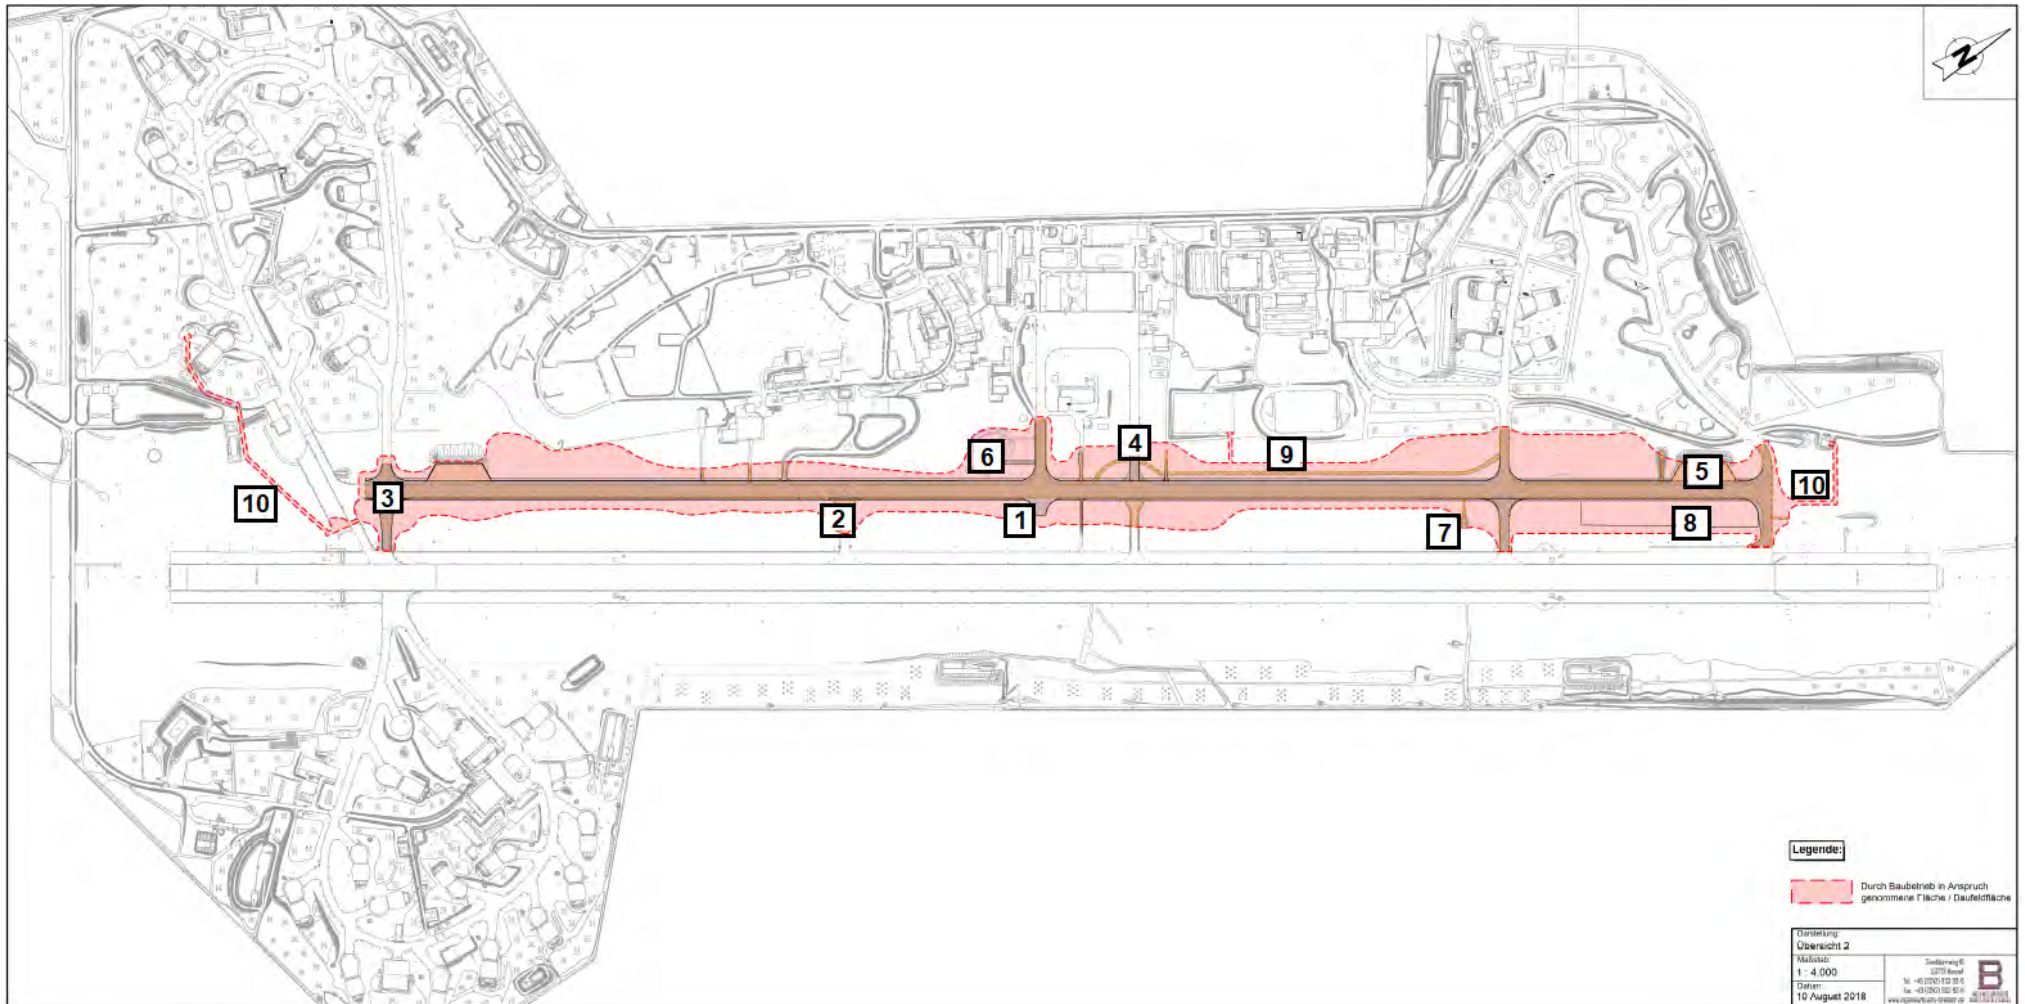 N
6
4
9
5
10
3
10
2
1
7
8
Legende:
Durch Baubetrieb in Anspruch
genommene Fläche / Baufeldfläche
Darstellung:
Übersicht 2
Maßstab:
1 : 4.000
Datum:
10 August 2018
B